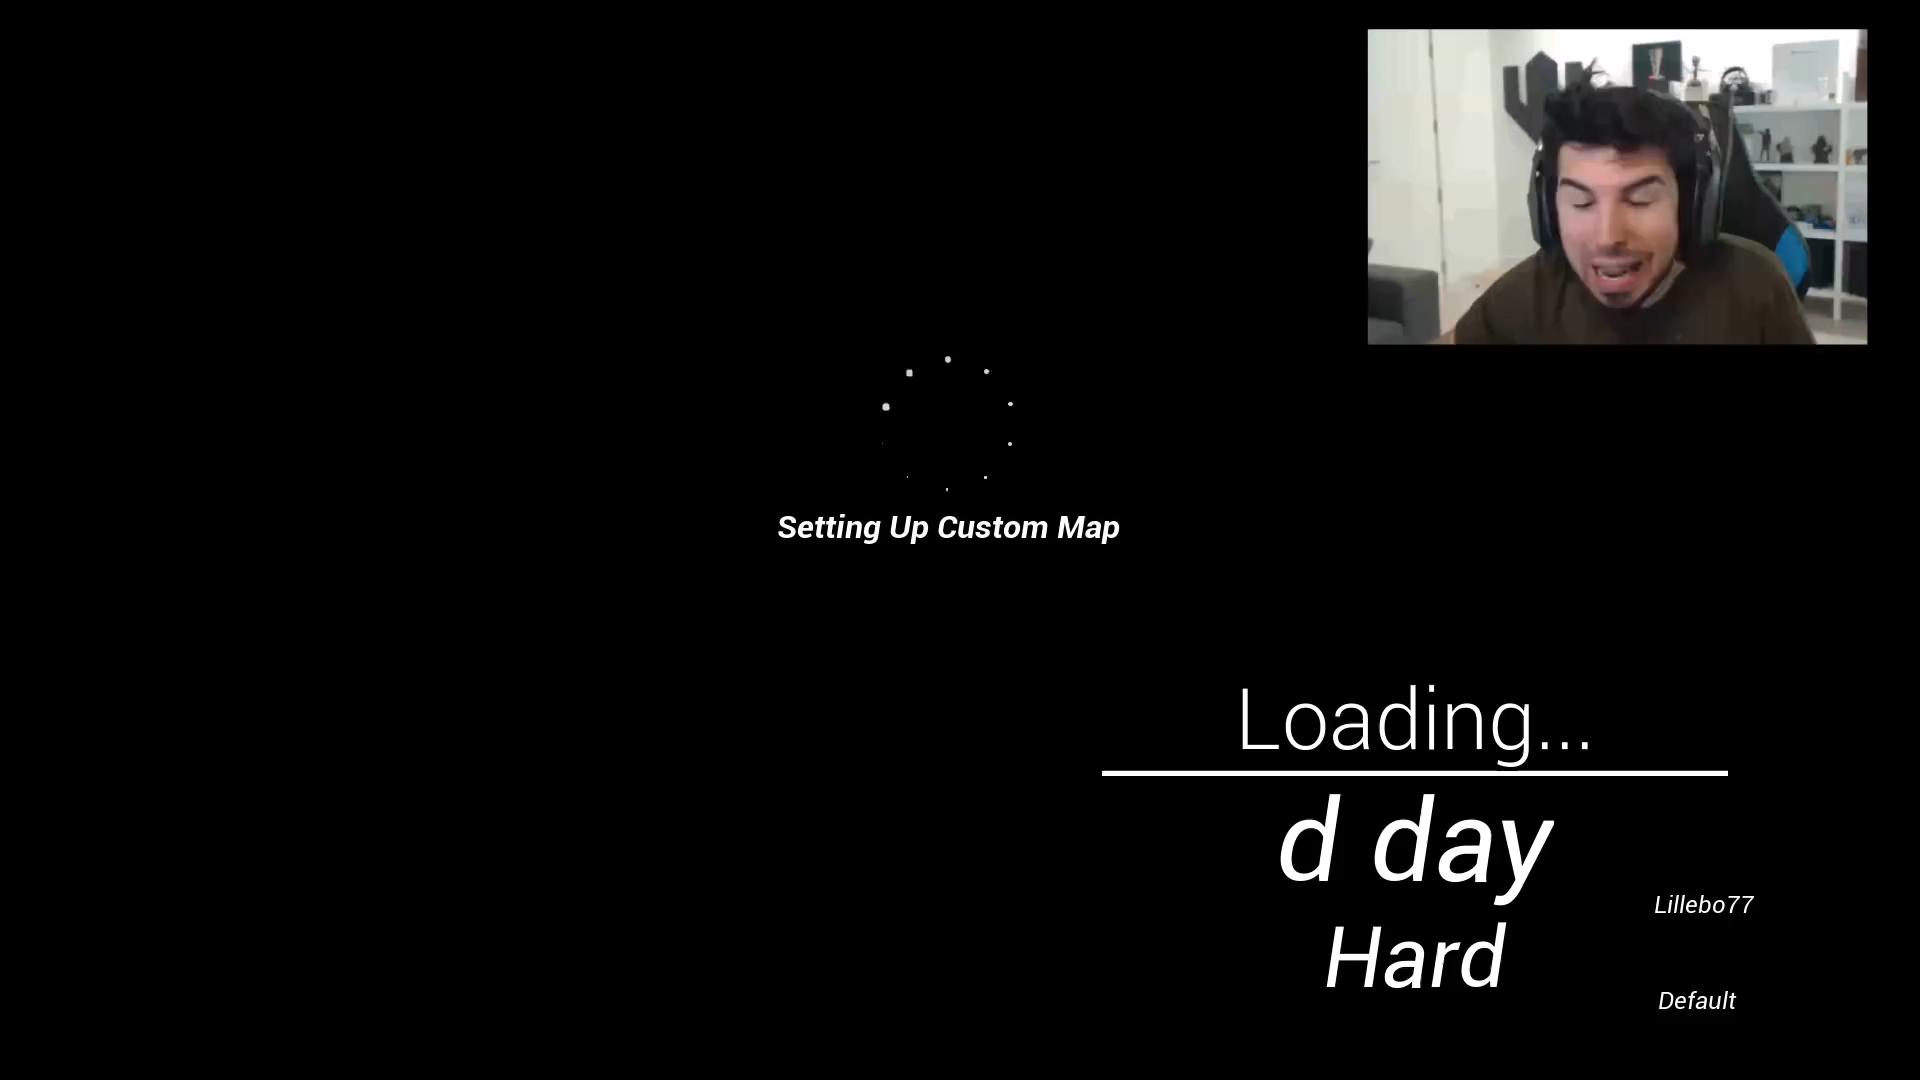 Setting Up Custom Map
Loading...
d day
Lillebo77
Hard
Default